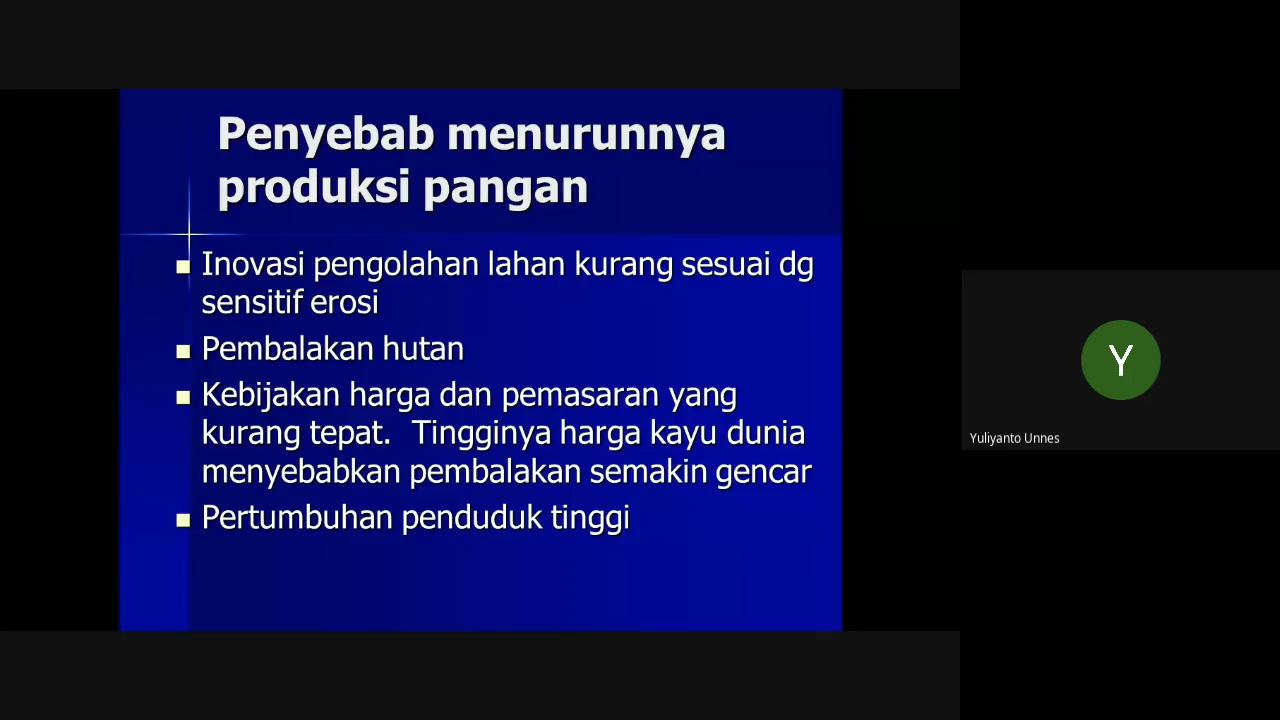 Penyebab menurunnya
produksi pangan
Inovasi pengolahan lahan kurang sesuai dg
sensitif erosi
Pembalakan hutan
Kebijakan harga dan pemasaran yang
kurang tepat.  Tingginya harga kayu dunia
menyebabkan pembalakan semakin gencar
Pertumbuhan penduduk tinggi
Y
Yuliyanto Unnes